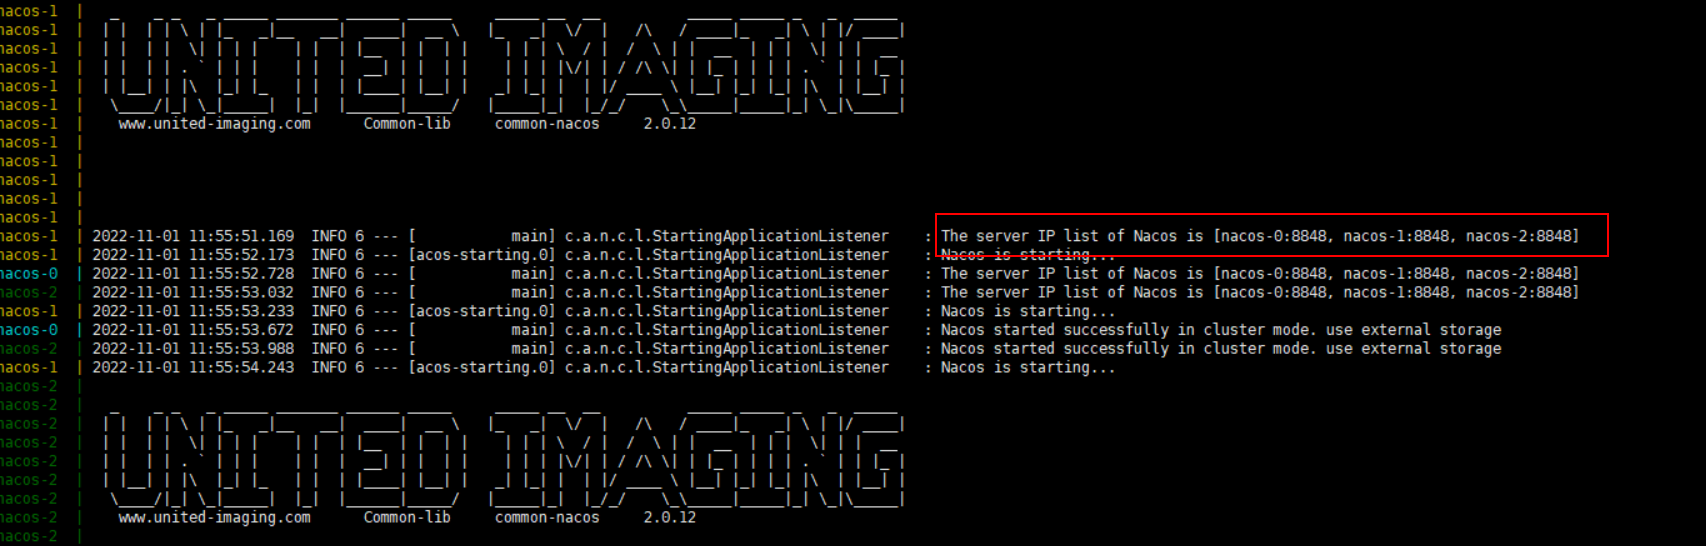 nacos-1 |
nacos-1 |
nacos-1 |
nacos-1 |
nacos-1 |
nacos-1 |
nacos-1 | www.united-imaging.com Common-lib common-nacos 2.0.12
nacos-1 |
nacos-1 |
nacos-1 |
nacos-1 |
nacos-1 |
nacos-1 | 2022-11-01 11:55:51.169 INFO 6 --- [ main] c.a.n.c.l.StartingApplicationListener : The server IP list of Nacos is [nacos-0:8848, nacos-1:8848, nacos-2:8848]
nacos-1 | 2022-11-01 11:55:52.173 INFO 6 --- [acos-starting.0] c.a.n.c.l.StartingApplicationListener : Nacos is starting...
nacos-0 | 2022-11-01 11:55:52.728 INFO 6 --- [ main] c.a.n.c.l.StartingApplicationListener : The server IP list of Nacos is [nacos-0:8848, nacos-1:8848, nacos-2:8848]
nacos-2 | 2022-11-01 11:55:53.032 INFO 6 --- [ main] c.a.n.c.l.StartingApplicationListener : The server IP list of Nacos is [nacos-0:8848, nacos-1:8848, nacos-2:8848]
nacos-1 | 2022-11-01 11:55:53.233 INFO 6 --- [acos-starting.0] c.a.n.c.l.StartingApplicationListener : Nacos is starting...
nacos-0 | 2022-11-01 11:55:53.672 INFO 6 --- [ main] c.a.n.c.l.StartingApplicationListener : Nacos started successfully in cluster mode. use external storage
nacos-2 | 2022-11-01 11:55:53.988 INFO 6 --- [ main] c.a.n.c.l.StartingApplicationListener : Nacos started successfully in cluster mode. use external storage
nacos-1 | 2022-11-01 11:55:54.243 INFO 6 --- [acos-starting.0] c.a.n.c.l.StartingApplicationListener : Nacos is starting...
nacos-2 |
nacos-2 |
nacos-2 |
nacos-2 | UNITED IMAGING
nacos-2 |
nacos-2 |
nacos-2 |
nacos-2 | www.united-imaging.com Common-lib common-nacos 2.0.12
nacos-2 |